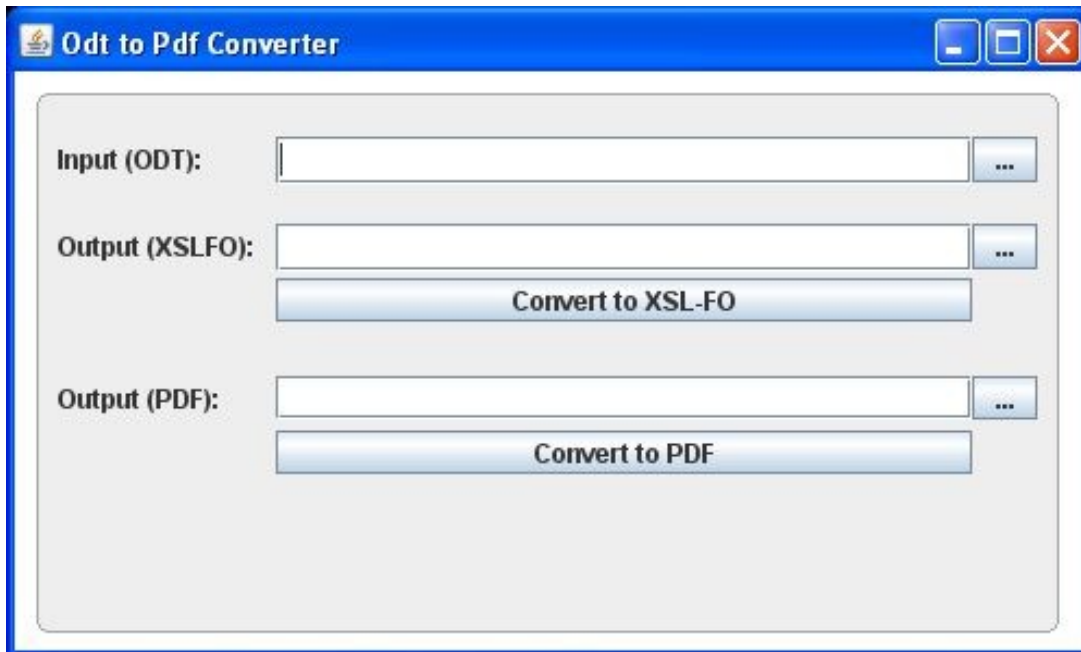 Odt to Pdf Converter
Input (ODT):
...
Output (XSLFO):
...
Convert to XSL-FO
Output (PDF):
...
Convert to PDF